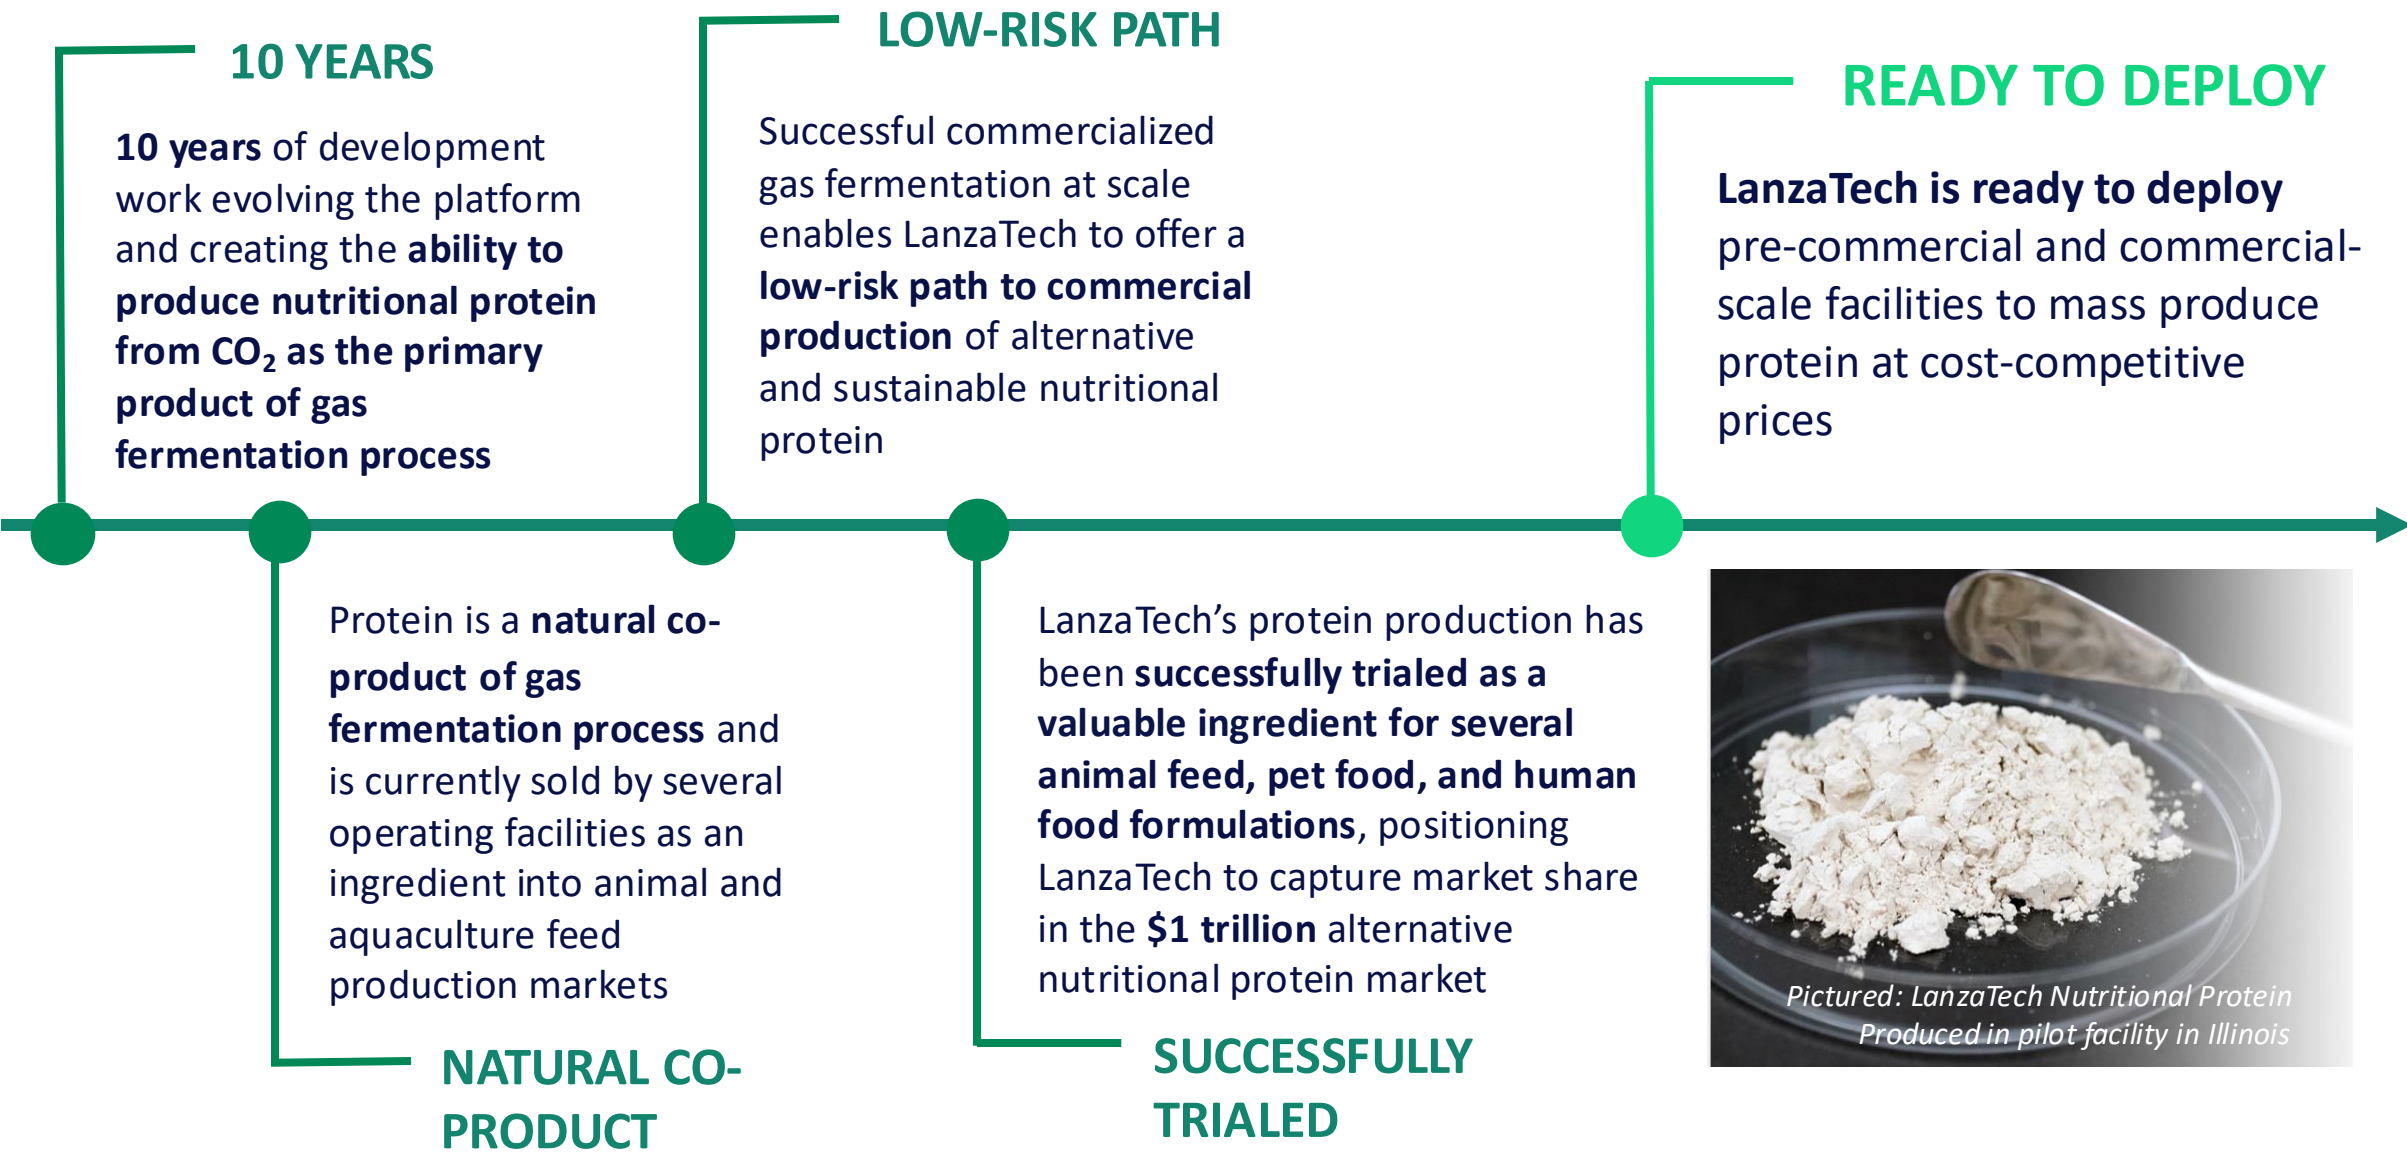 10 YEARS
10 years of development
work evolving the platform
and creating the ability to
produce nutritional protein
from CO₂ as the primary
product of gas
fermentation process
LOW-RISK PATH
Successful commercialized
gas fermentation at scale
enables LanzaTech to offer a
low-risk path to commercial
production of alternative
and sustainable nutritional
protein
READY TO DEPLOY
LanzaTech is ready to deploy
pre-commercial and commercial-
scale facilities to mass produce
protein at cost-competitive
prices
Protein is a natural co-
product of gas
fermentation process and
is currently sold by several
operating facilities as an
ingredient into animal and
aquaculture feed
production markets
NATURAL CO-
PRODUCT
LanzaTech’s protein production has
been successfully trialed as a
valuable ingredient for several
animal feed, pet food, and human
food formulations, positioning
LanzaTech to capture market share
in the $1 trillion alternative
nutritional protein market
SUCCESSFULLY
TRIALED
Pictured: LanzaTech Nutritional Protein
Produced in pilot facility in Illinois